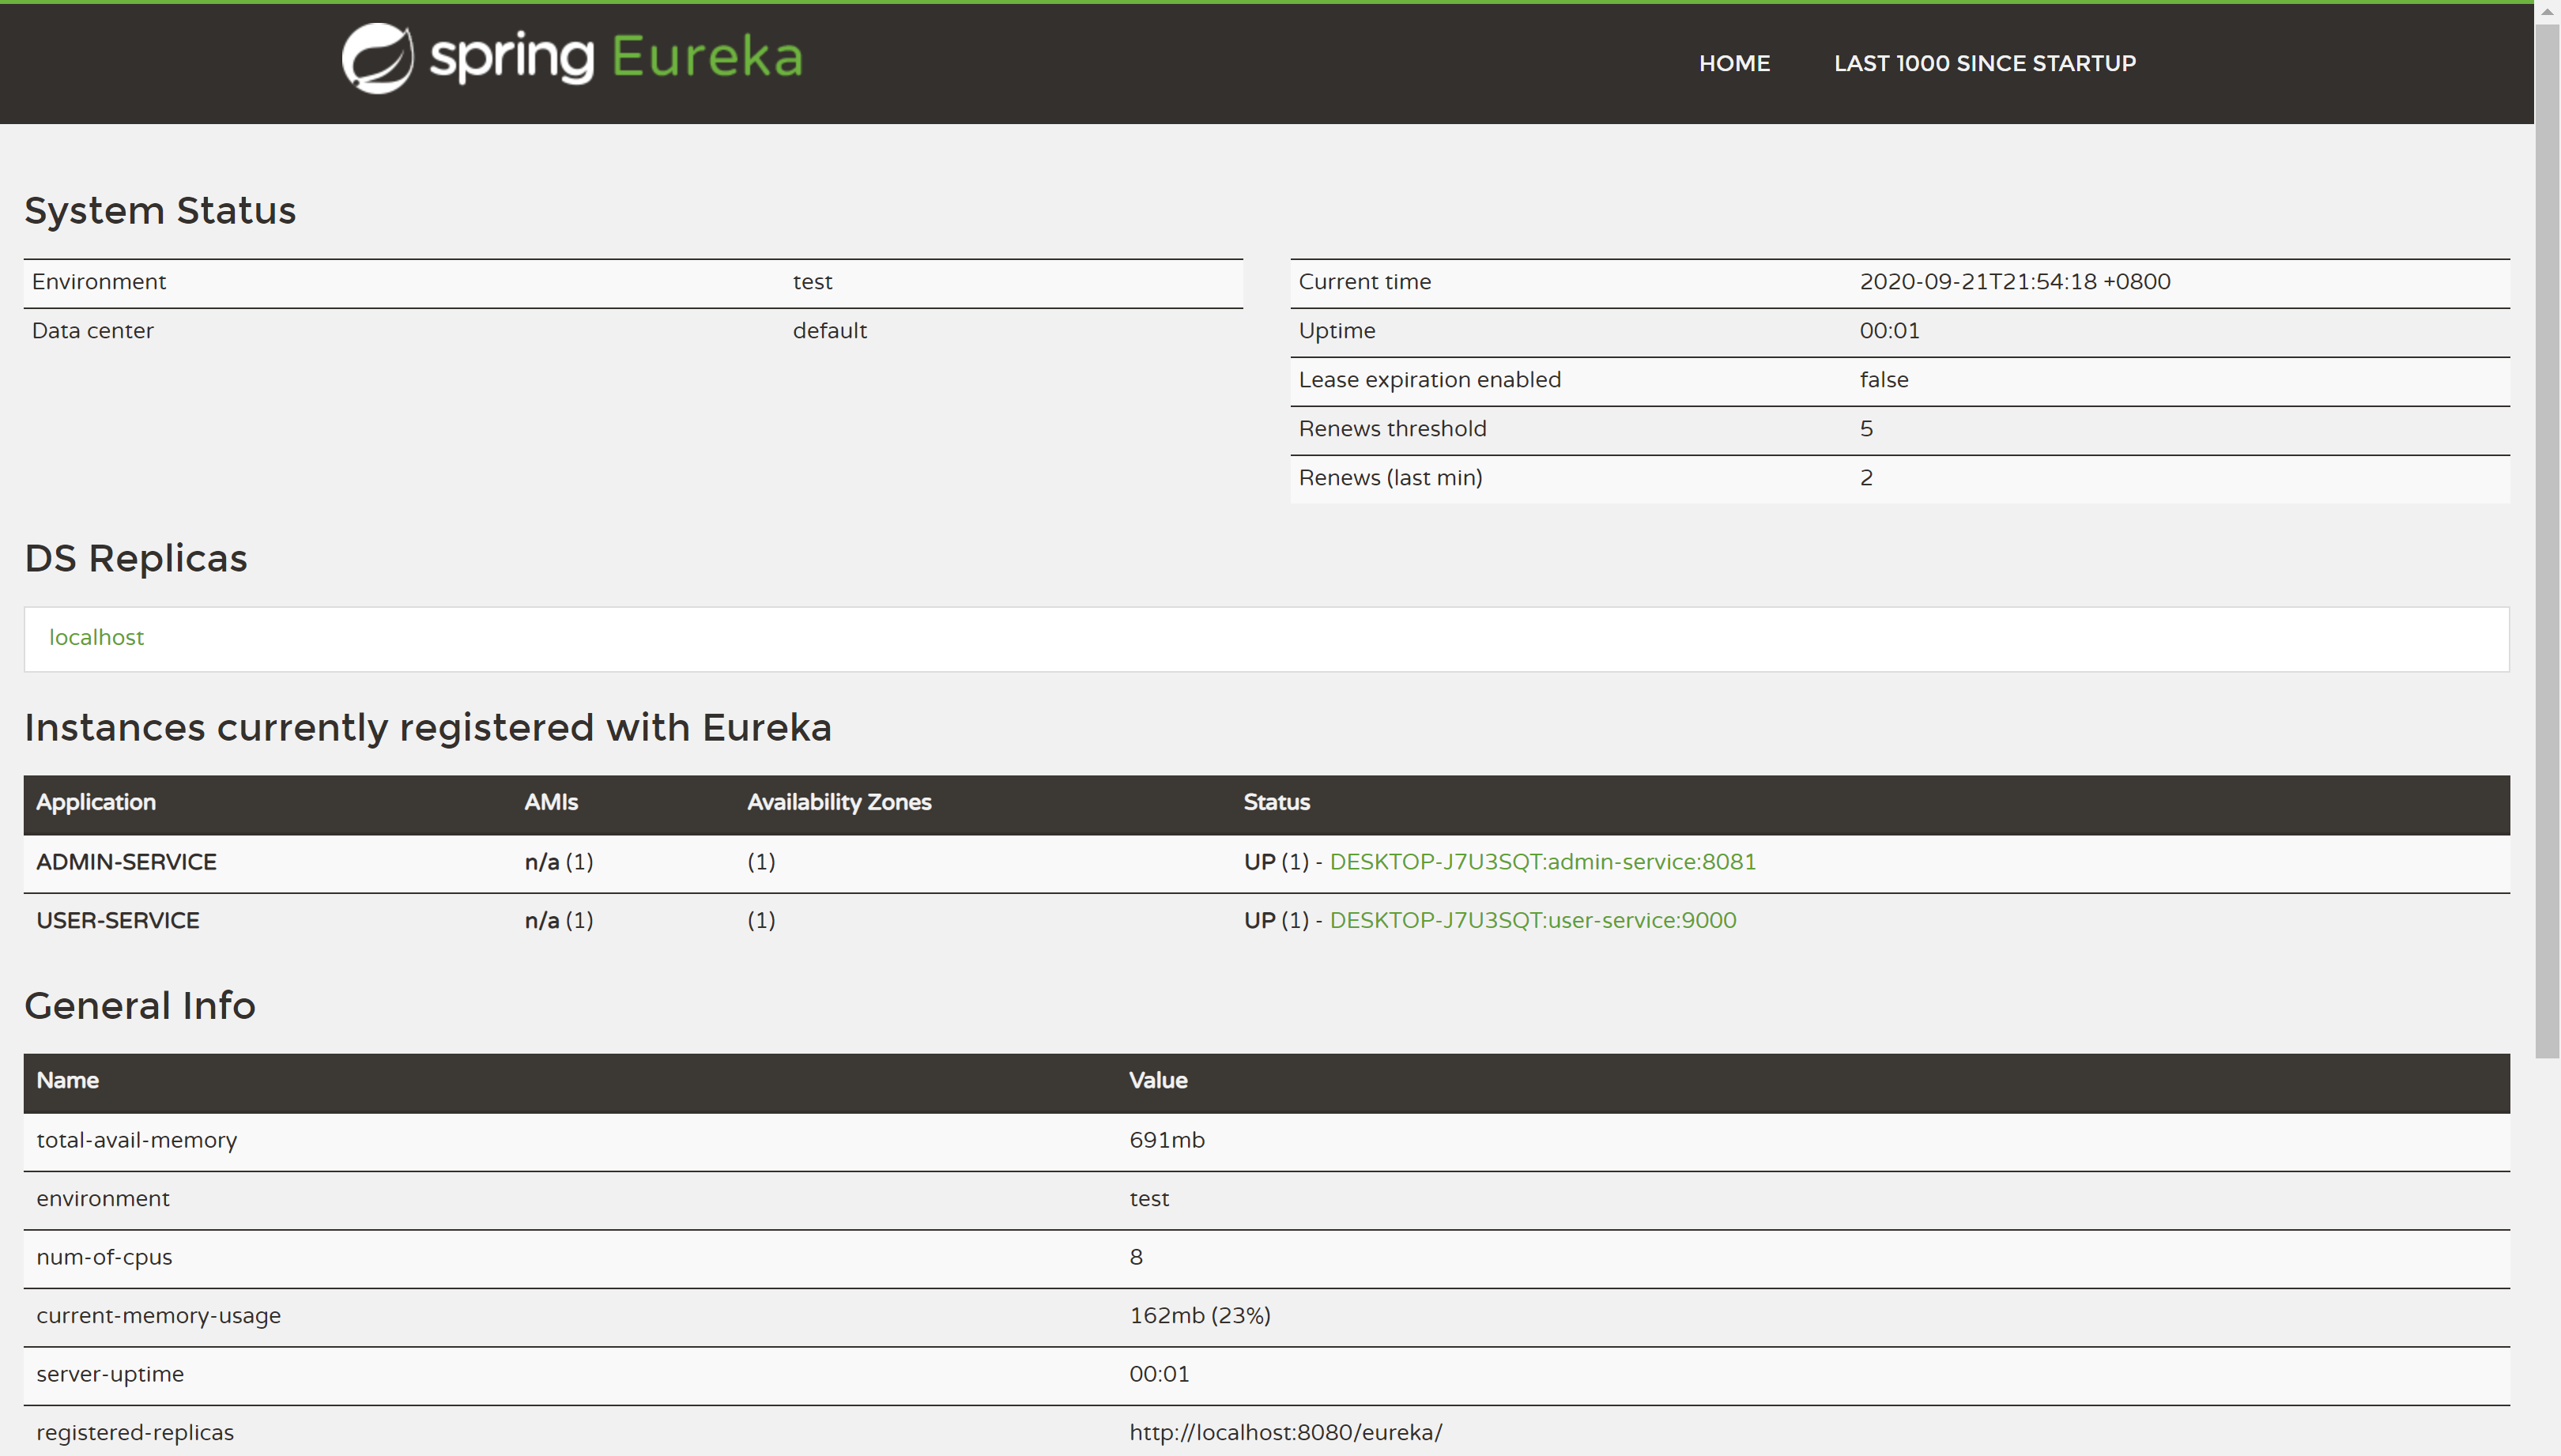 spring Eureka
HOME LAST 1000 SINCE STARTUP
System Status
Environment test
Data center default
Current time 2020-09-21T21:54:18 +0800
Uptime 00:01
Lease expiration enabled false
Renews threshold 5
Renews (last min) 2
DS Replicas
localhost
Instances currently registered with Eureka
Application AMIs Availability Zones Status
ADMIN-SERVICE n/a (1) (1) UP (1) - DESKTOP-J7U3SQT:admin-service:8081
USER-SERVICE n/a (1) (1) UP (1) - DESKTOP-J7U3SQT:user-service:9000
General Info
Name Value
total-avail-memory 691mb
environment test
num-of-cpus 8
current-memory-usage 162mb (23%)
server-uptime 00:01
registered-replicas http://localhost:8080/eureka/